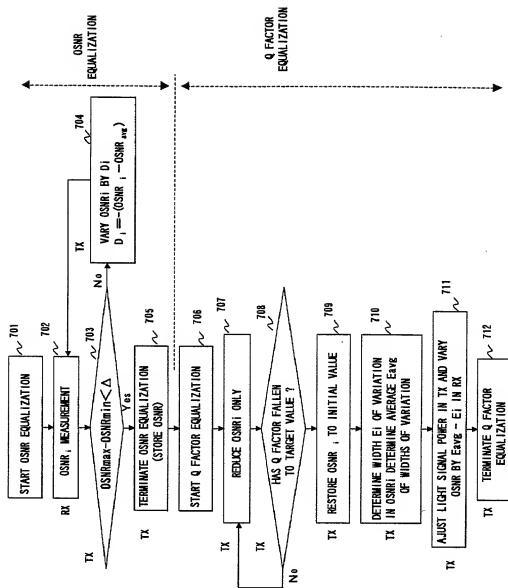 701
START OSNR EQUALIZATION
702
OSNRi MEASUREMENT
RX
703
OSNRmax-OSNRmin<Δ
TX
No
Yes
704
TX
VARY OSNRi BY Di
Di=-(OSNRi-OSNRavg)
705
TERMINATE OSNR EQUALIZATION
(STORE OSNR)
TX
OSNR
EQUALIZATION
706
START Q FACTOR EQUALIZATION
TX
707
REDUCE OSNRi ONLY
TX
708
HAS Q FACTOR FALLEN
TO TARGET VALUE ?
TX
No
709
RESTORE OSNRi TO INITIAL VALUE
TX
710
DETERMINE WIDTH Ei OF VARIATION
IN OSNRi DETERMINE AVERAGE Eavg
OF WIDTHS OF VARIATION
TX
711
AJUST LIGHT SIGNAL POWER IN TX AND VARY
OSNR BY Eavg - Ei IN RX
TX
712
TERMINATE Q FACTOR
EQUALIZATION
TX
Q FACTOR
EQUALIZATION